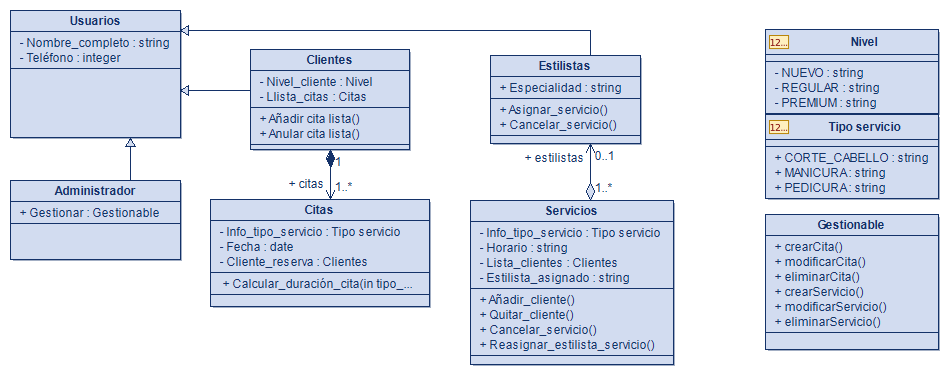 Usuarios
- Nombre_completo : string
- Teléfono : integer
Clientes
- Nivel_cliente : Nivel
- Llista_citas : Citas
+ Añadir cita lista()
+ Anular cita lista()
Estilistas
+ Especialidad : string
+ Asignar_servicio()
+ Cancelar_servicio()
12...
Nivel
- NUEVO : string
- REGULAR : string
- PREMIUM : string
12...
Tipo servicio
+ CORTE_CABELLO : string
+ MANICURA : string
+ PEDICURA : string
1
+ citas
1..*
+ estilistas
0..1
1..*
Administrador
+ Gestionar : Gestionable
Citas
- Info_tipo_servicio : Tipo servicio
- Fecha : date
- Cliente_reserva : Clientes
+ Calcular_duración_cita(in tipo_...
Servicios
- Info_tipo_servicio : Tipo servicio
- Horario : string
- Lista_clientes : Clientes
- Estilista_asignado : string
+ Añadir_cliente()
+ Quitar_cliente()
+ Cancelar_servicio()
+ Reasignar_estilista_servicio()
Gestionable
+ crearCita()
+ modificarCita()
+ eliminarCita()
+ crearServicio()
+ modificarServicio()
+ eliminarServicio()